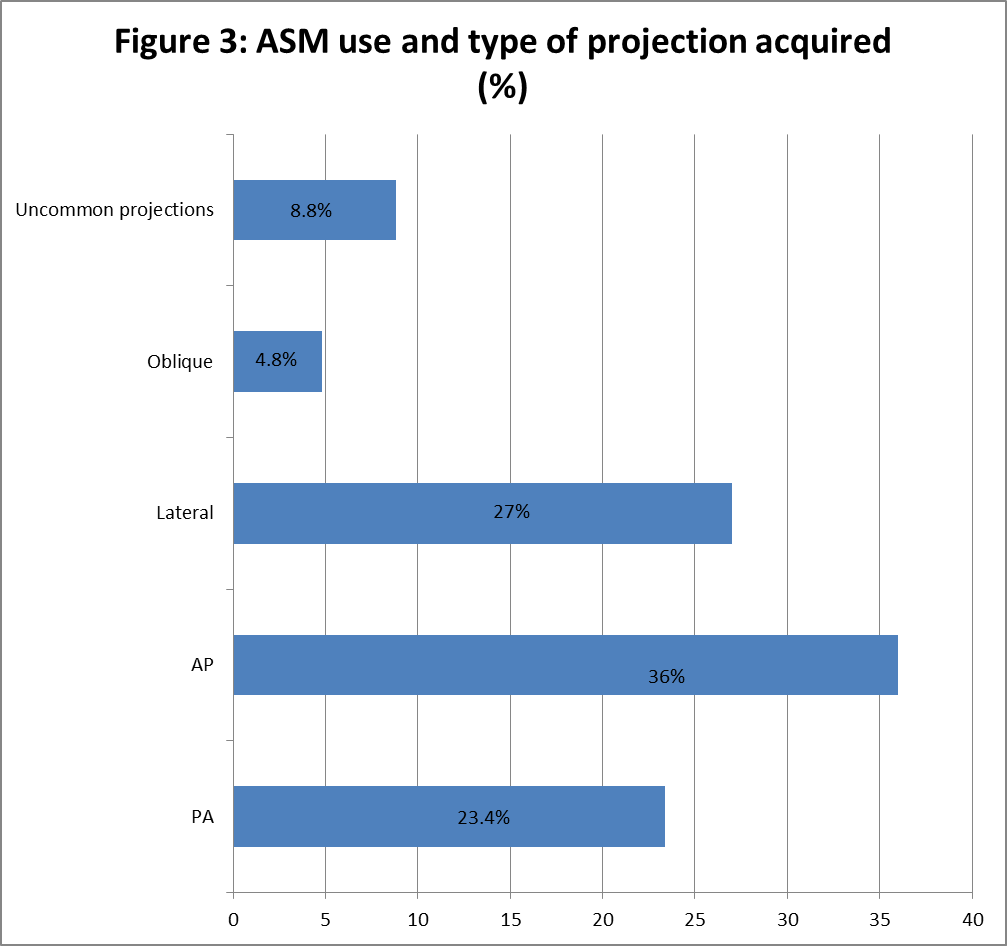 Figure 3: ASM use and type of projection acquired
(%)
Uncommon projections
8.8%
Oblique
4.8%
Lateral
27%
AP
36%
PA
23.4%
0 5 10 15 20 25 30 35 40